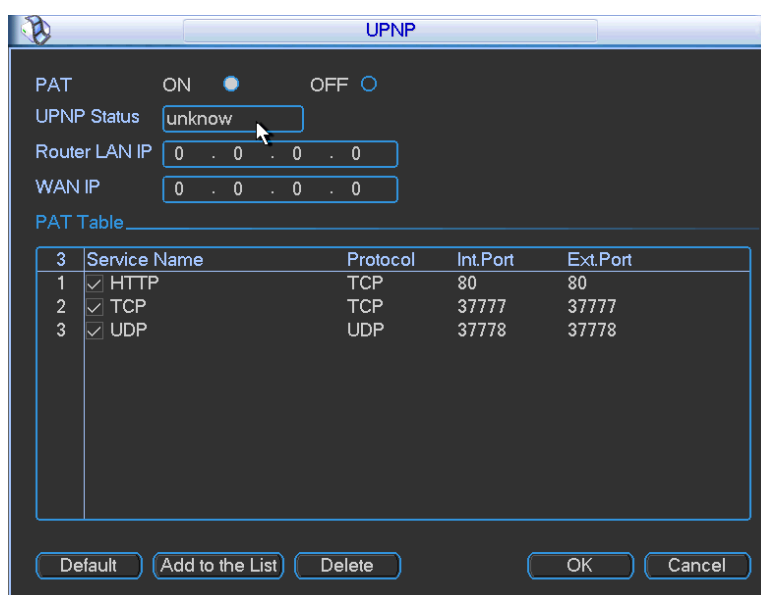 UPNP
PAT ON OFF
UPNP Status unknow
Router LAN IP 0 . 0 . 0 . 0
WAN IP 0 . 0 . 0 . 0
PAT Table
3 Service Name Protocol Int.Port Ext.Port
1 HTTP TCP 80 80
2 TCP TCP 37777 37777
3 UDP UDP 37778 37778
Default Add to the List Delete OK Cancel